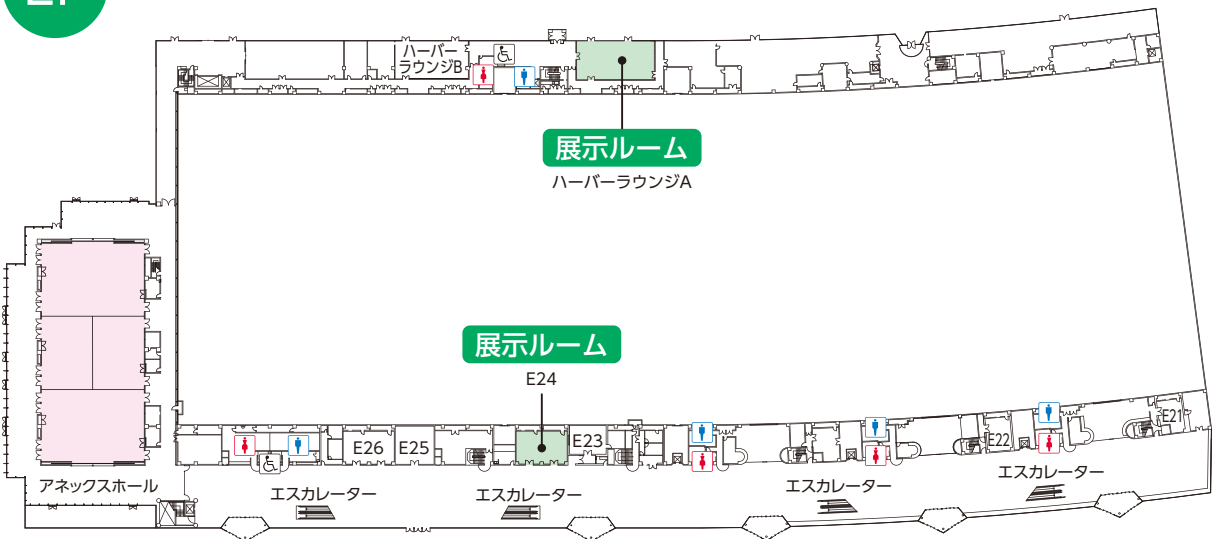 ハーバー
ラウンジB
展示ルーム
ハーバーラウンジA
展示ルーム
E24
E26
E25
E23
E22
E21
アネックスホール
エスカレーター
エスカレーター
エスカレーター
エスカレーター